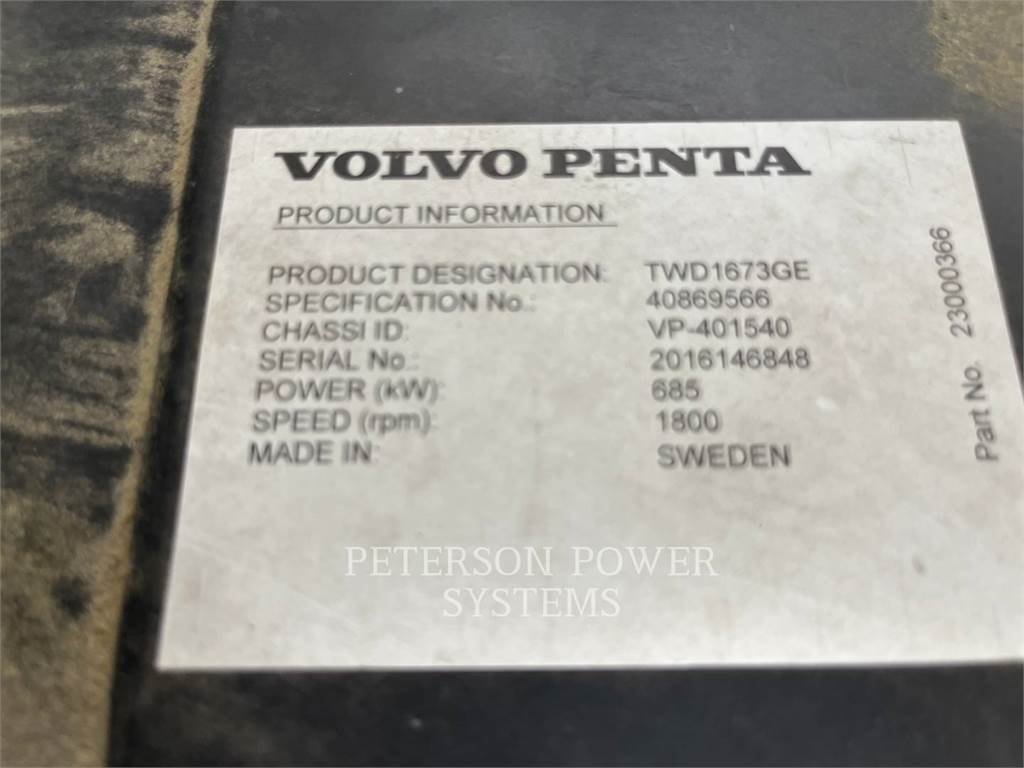 VOLVO PENTA
PRODUCT INFORMATION
PRODUCT DESIGNATION: TWD1673GE
SPECIFICATION No.: 40869566
CHASSI ID: VP-401540
SERIAL No.: 2016146848
POWER (kW): 685
SPEED (rpm): 1800
MADE IN: SWEDEN
Part No. 23000366
PETERSON POWER
SYSTEMS